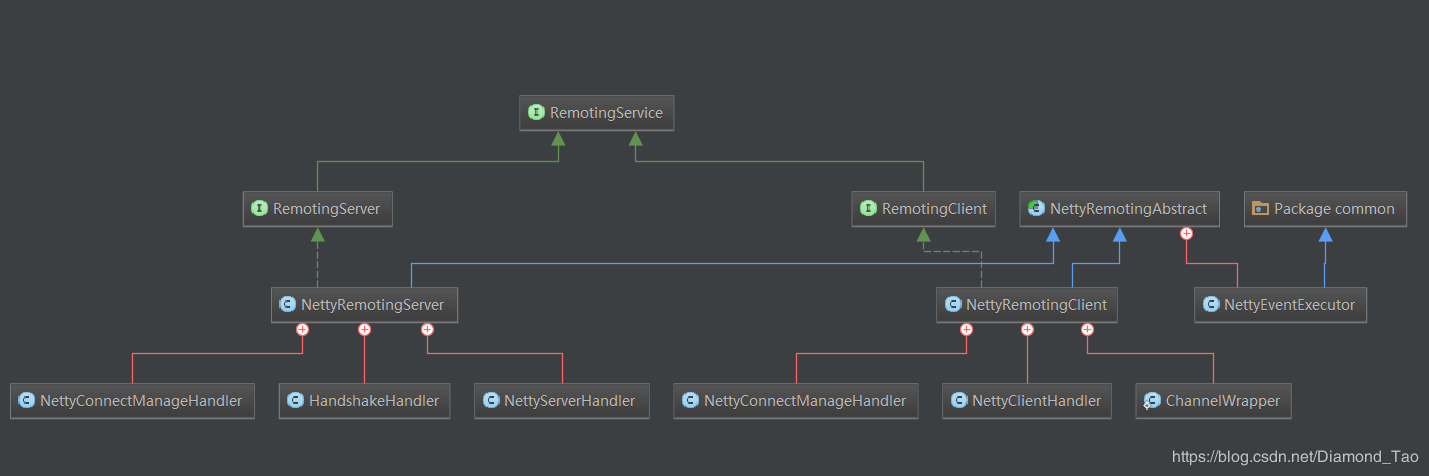 RemotingService
RemotingServer
RemotingClient
NettyRemotingAbstract
Package common
NettyRemotingServer
NettyRemotingClient
NettyEventExecutor
NettyConnectManageHandler
HandshakeHandler
NettyServerHandler
NettyConnectManageHandler
NettyClientHandler
ChannelWrapper
https://blog.csdn.net/Diamond_Tao